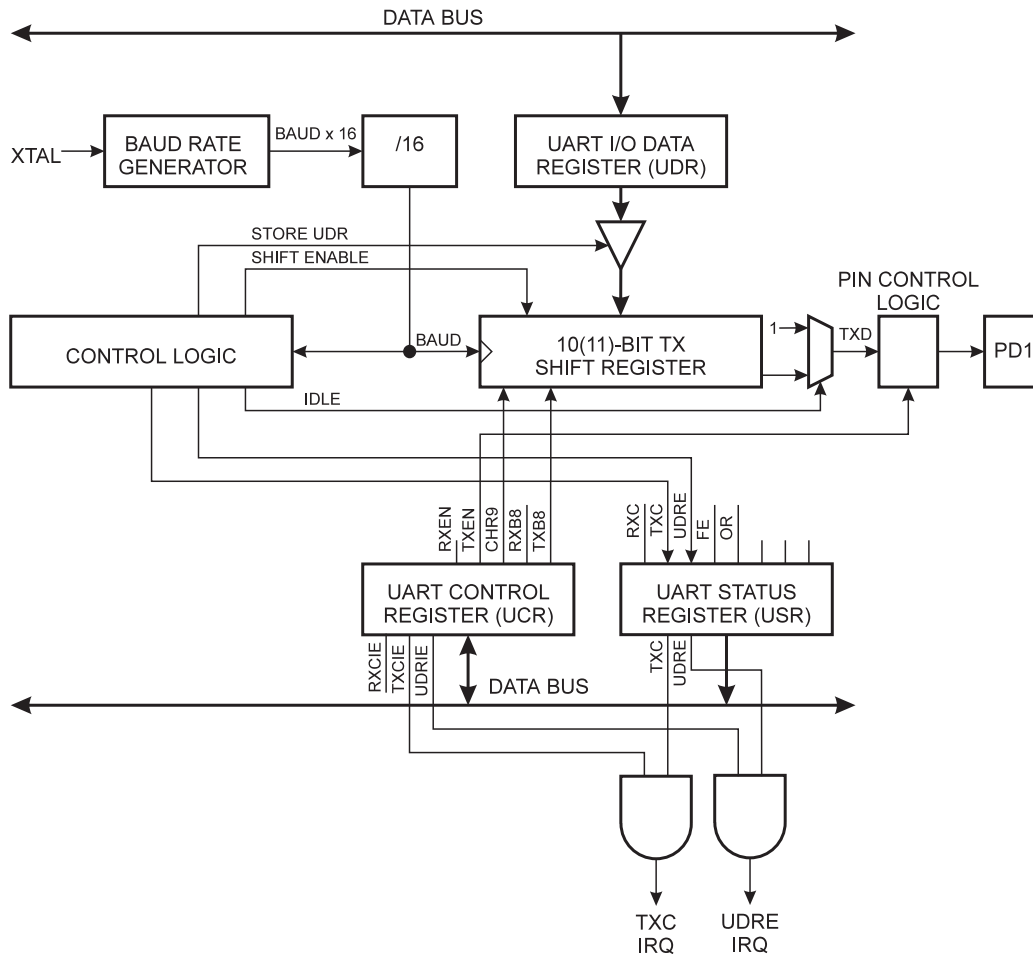 DATA BUS
XTAL
BAUD RATE
GENERATOR
BAUD x 16
/16
UART I/O DATA
REGISTER (UDR)
STORE UDR
SHIFT ENABLE
PIN CONTROL
LOGIC
CONTROL LOGIC
BAUD
10(11)-BIT TX
SHIFT REGISTER
1
TXD
PD1
IDLE
RXEN
TXEN
CHR9
RXB8
TXB8
RXC
TXC
UDRE
FE
OR
UART CONTROL
REGISTER (UCR)
UART STATUS
REGISTER (USR)
RXCIE
TXCIE
UDRIE
TXC
UDRE
DATA BUS
TXC
IRQ
UDRE
IRQ